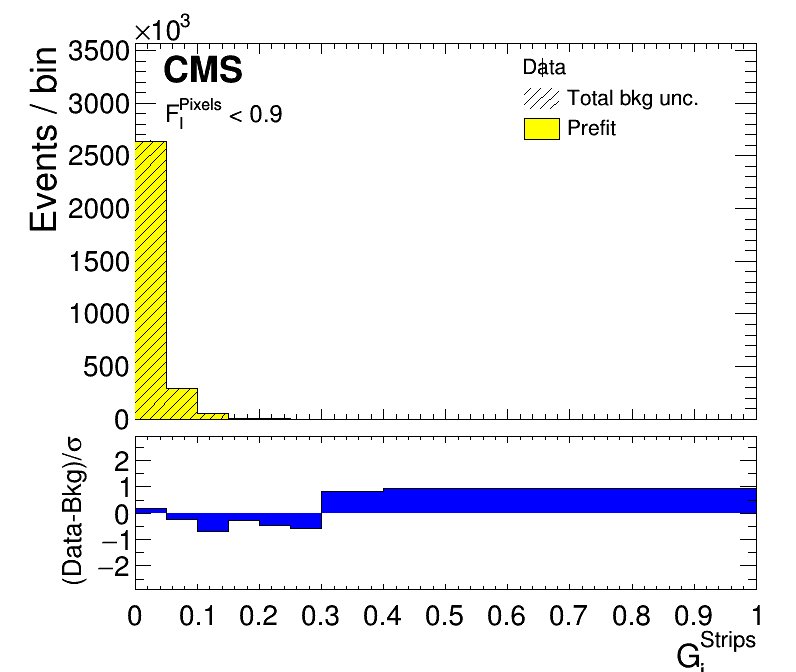 ×10³
Events / bin
3500
3000
2500
2000
1500
1000
500
0
CMS
F_l^Pixels < 0.9
Data
Total bkg unc.
Prefit
(Data-Bkg)/σ
2
1
0
−1
−2
0 0.1 0.2 0.3 0.4 0.5 0.6 0.7 0.8 0.9 1
G_i^Strips